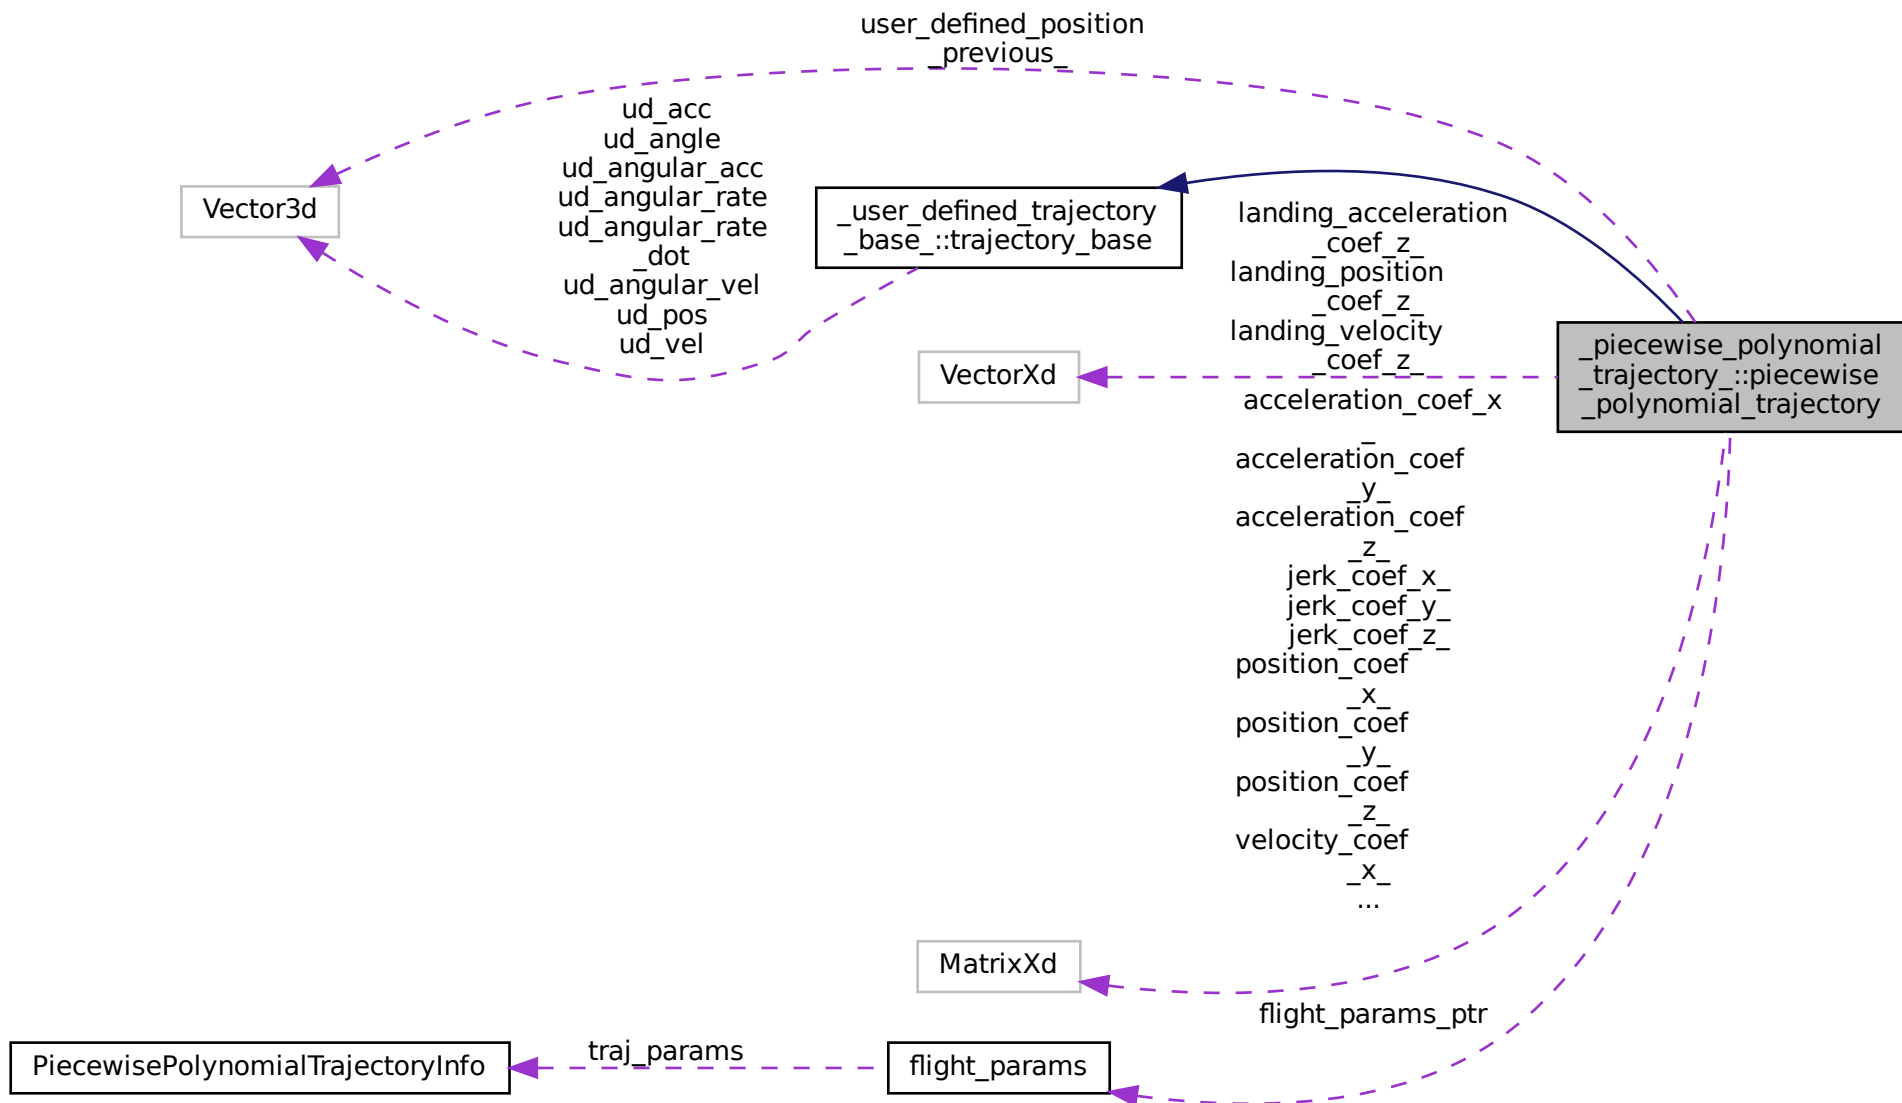 user_defined_position
_previous_
ud_acc
ud_angle
ud_angular_acc
ud_angular_rate
ud_angular_rate
_dot
ud_angular_vel
ud_pos
ud_vel
Vector3d
_user_defined_trajectory
_base_::trajectory_base
landing_acceleration
_coef_z_
landing_position
_coef_z_
landing_velocity
_coef_z_
VectorXd
_piecewise_polynomial
_trajectory_::piecewise
_polynomial_trajectory
acceleration_coef_x
_
acceleration_coef
_y_
acceleration_coef
_z_
jerk_coef_x_
jerk_coef_y_
jerk_coef_z_
position_coef
_x_
position_coef
_y_
position_coef
_z_
velocity_coef
_x_
...
MatrixXd
flight_params_ptr
traj_params
PiecewisePolynomialTrajectoryInfo
flight_params